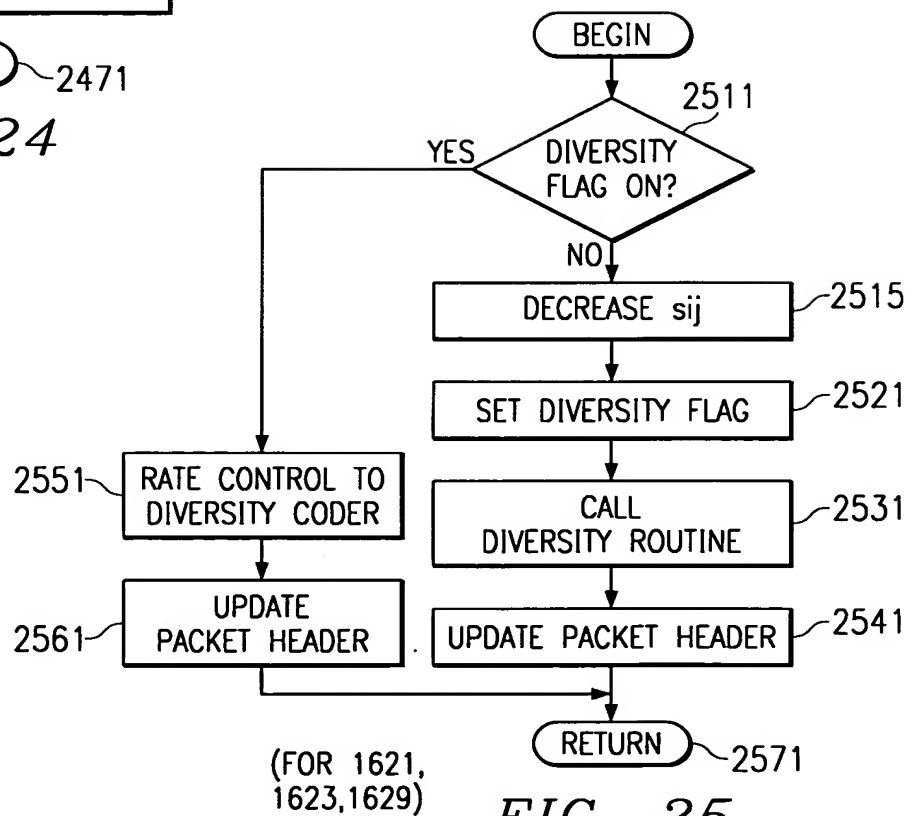 2471
24
BEGIN
2511
YES
DIVERSITY
FLAG ON?
NO
DECREASE sij
2515
SET DIVERSITY FLAG
2521
2551
RATE CONTROL TO
DIVERSITY CODER
CALL
DIVERSITY ROUTINE
2531
2561
UPDATE
PACKET HEADER
UPDATE PACKET HEADER
2541
RETURN
2571
(FOR 1621,
1623,1629)
FIG. 25